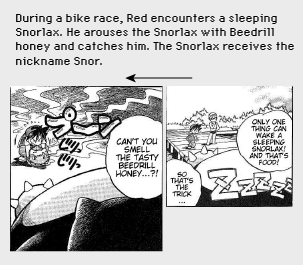 During a bike race, Red encounters a sleeping
Snorlax. He arouses the Snorlax with Beedrill
honey and catches him. The Snorlax receives the
nickname Snor.
ONLY ONE
THING CAN
WAKE A
SLEEPING
SNORLAX!
AND THAT'S
FOOD!
SO
THAT'S
THE
TRICK
...
ZZZZZ
CAN'T YOU
SMELL
THE TASTY
BEEDRILL
HONEY...?!